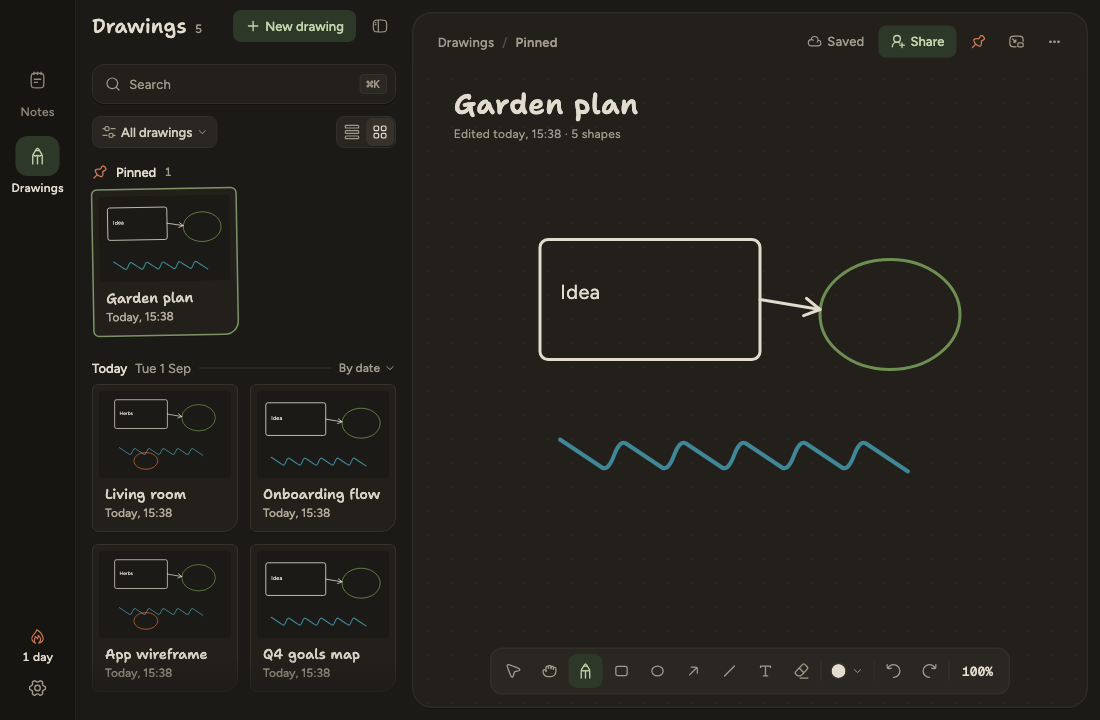 Drawings 5
New drawing
Notes
Drawings
Search
⌘K
All drawings
Pinned 1
Idea
Garden plan
Today, 15:38
Today Tue 1 Sep
By date
Herbs
Living room
Today, 15:38
Idea
Onboarding flow
Today, 15:38
Herbs
App wireframe
Today, 15:38
Idea
Q4 goals map
Today, 15:38
1 day
Drawings / Pinned
Saved
Share
Garden plan
Edited today, 15:38 · 5 shapes
Idea
T
100%